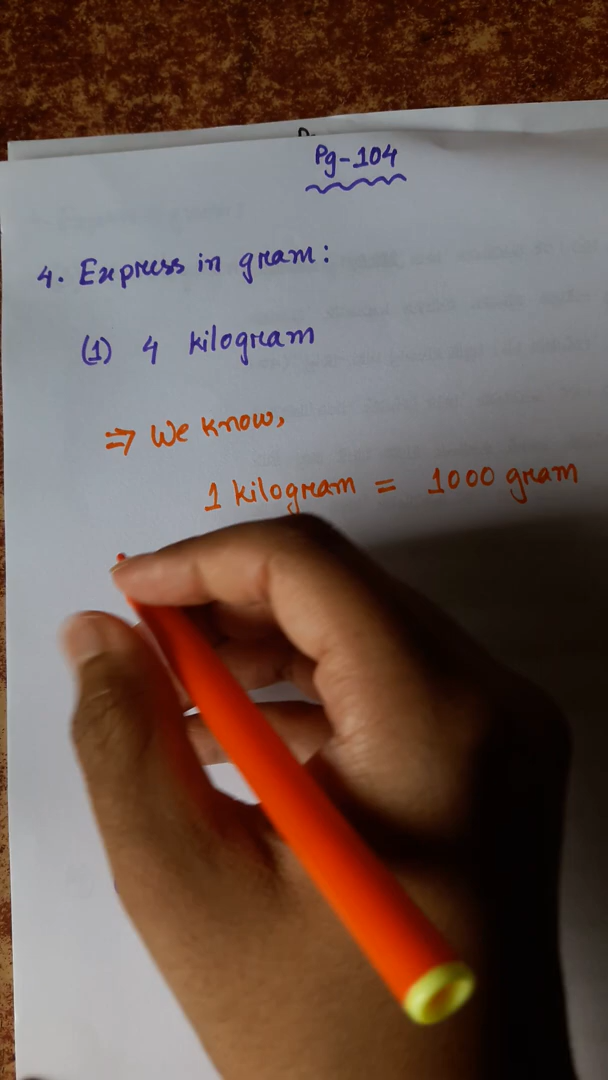 Pg-104
4. Express in gram:
(1) 4 kilogram
⇒ We know,
1 kilogram = 1000 gram